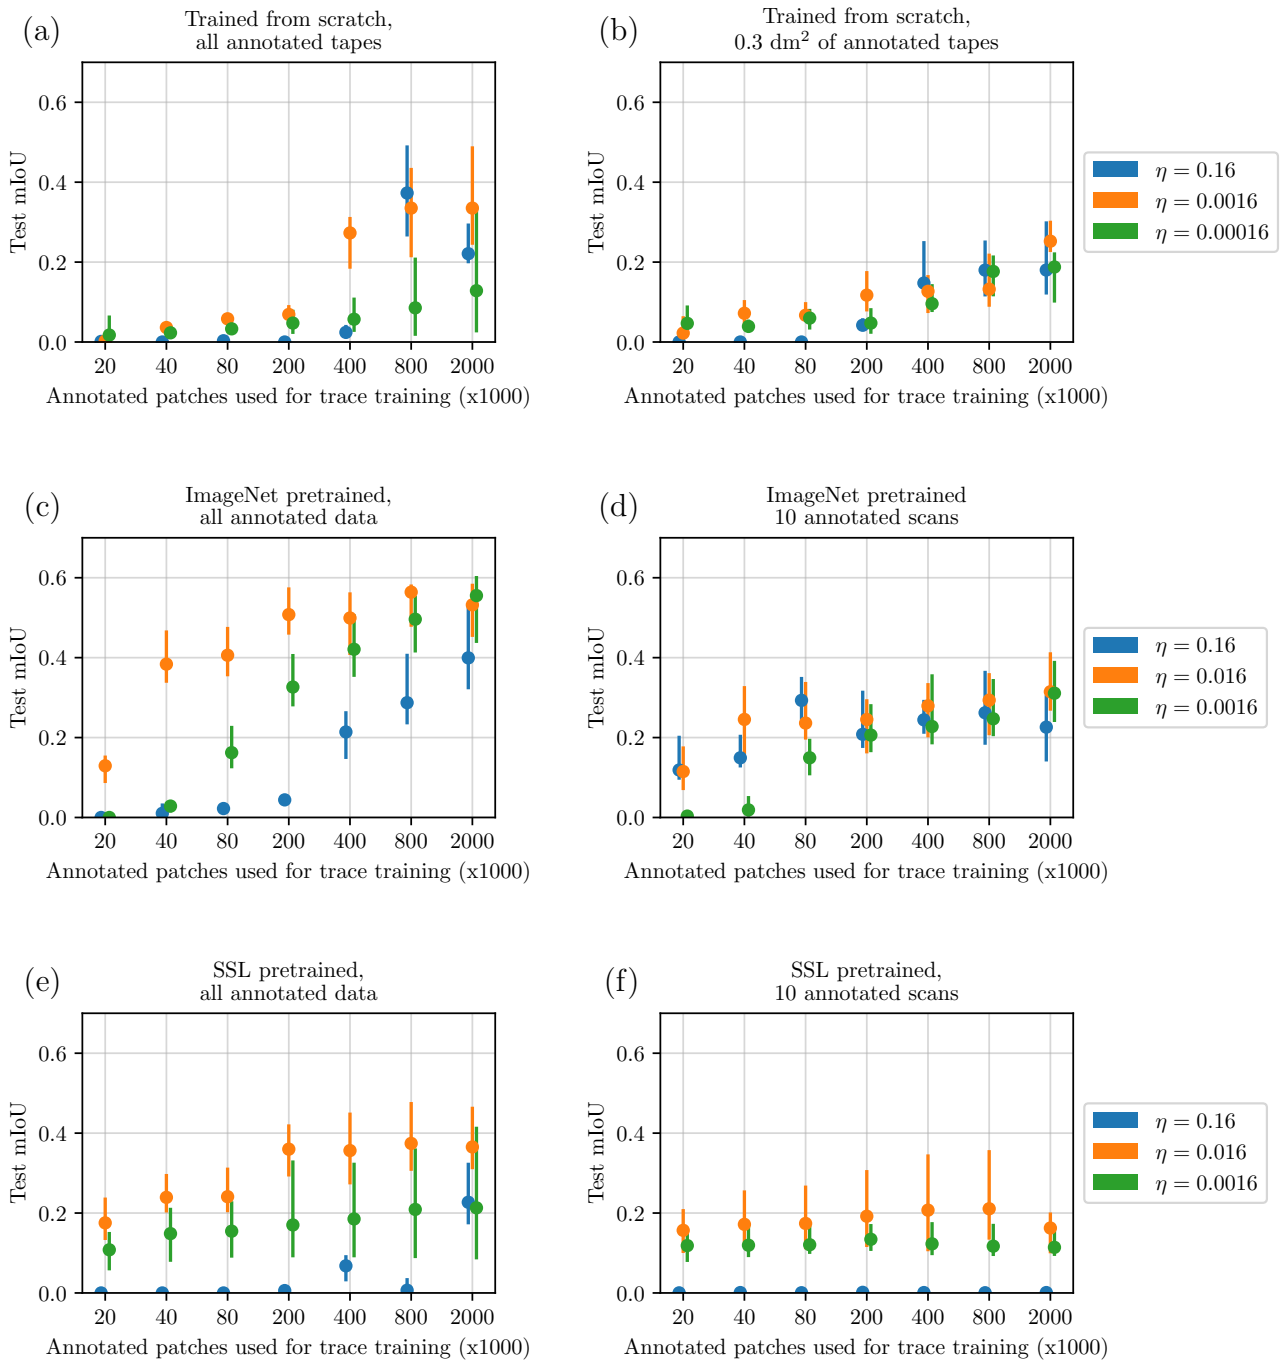 (a)
Trained from scratch,
all annotated tapes
Test mIoU
0.6
0.4
0.2
0.0
20 40 80 200 400 800 2000
Annotated patches used for trace training (x1000)
(b)
Trained from scratch,
0.3 dm² of annotated tapes
Test mIoU
0.6
0.4
0.2
0.0
20 40 80 200 400 800 2000
Annotated patches used for trace training (x1000)
η = 0.16
η = 0.0016
η = 0.00016
(c)
ImageNet pretrained,
all annotated data
Test mIoU
0.6
0.4
0.2
0.0
20 40 80 200 400 800 2000
Annotated patches used for trace training (x1000)
(d)
ImageNet pretrained
10 annotated scans
Test mIoU
0.6
0.4
0.2
0.0
20 40 80 200 400 800 2000
Annotated patches used for trace training (x1000)
η = 0.16
η = 0.016
η = 0.0016
(e)
SSL pretrained,
all annotated data
Test mIoU
0.6
0.4
0.2
0.0
20 40 80 200 400 800 2000
Annotated patches used for trace training (x1000)
(f)
SSL pretrained,
10 annotated scans
Test mIoU
0.6
0.4
0.2
0.0
20 40 80 200 400 800 2000
Annotated patches used for trace training (x1000)
η = 0.16
η = 0.016
η = 0.0016